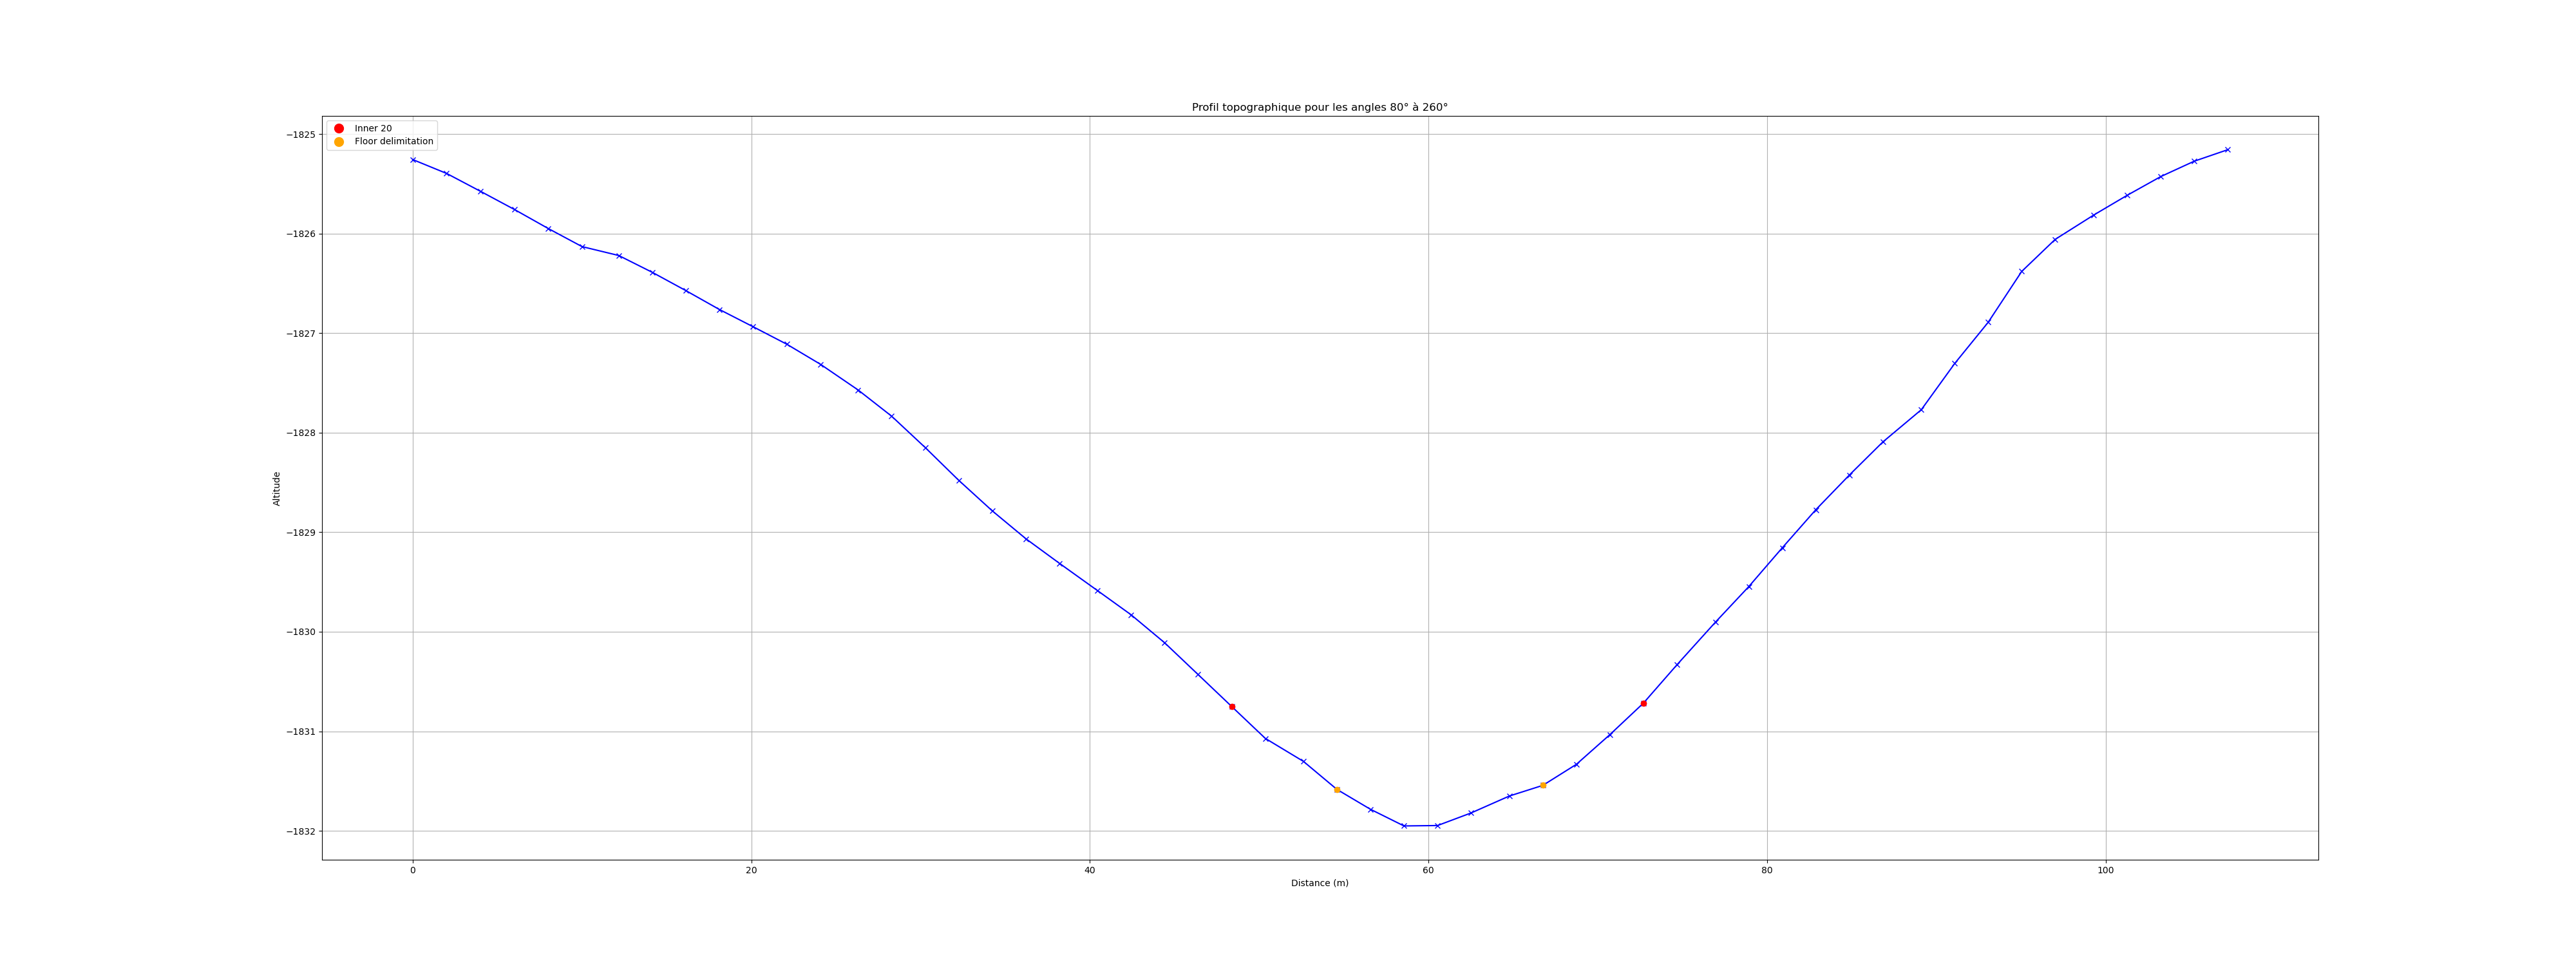 Profil topographique pour les angles 80° à 260°
Inner 20
Floor delimitation
−1825
−1826
−1827
−1828
−1829
−1830
−1831
−1832
Altitude
0 20 40 60 80 100
Distance (m)